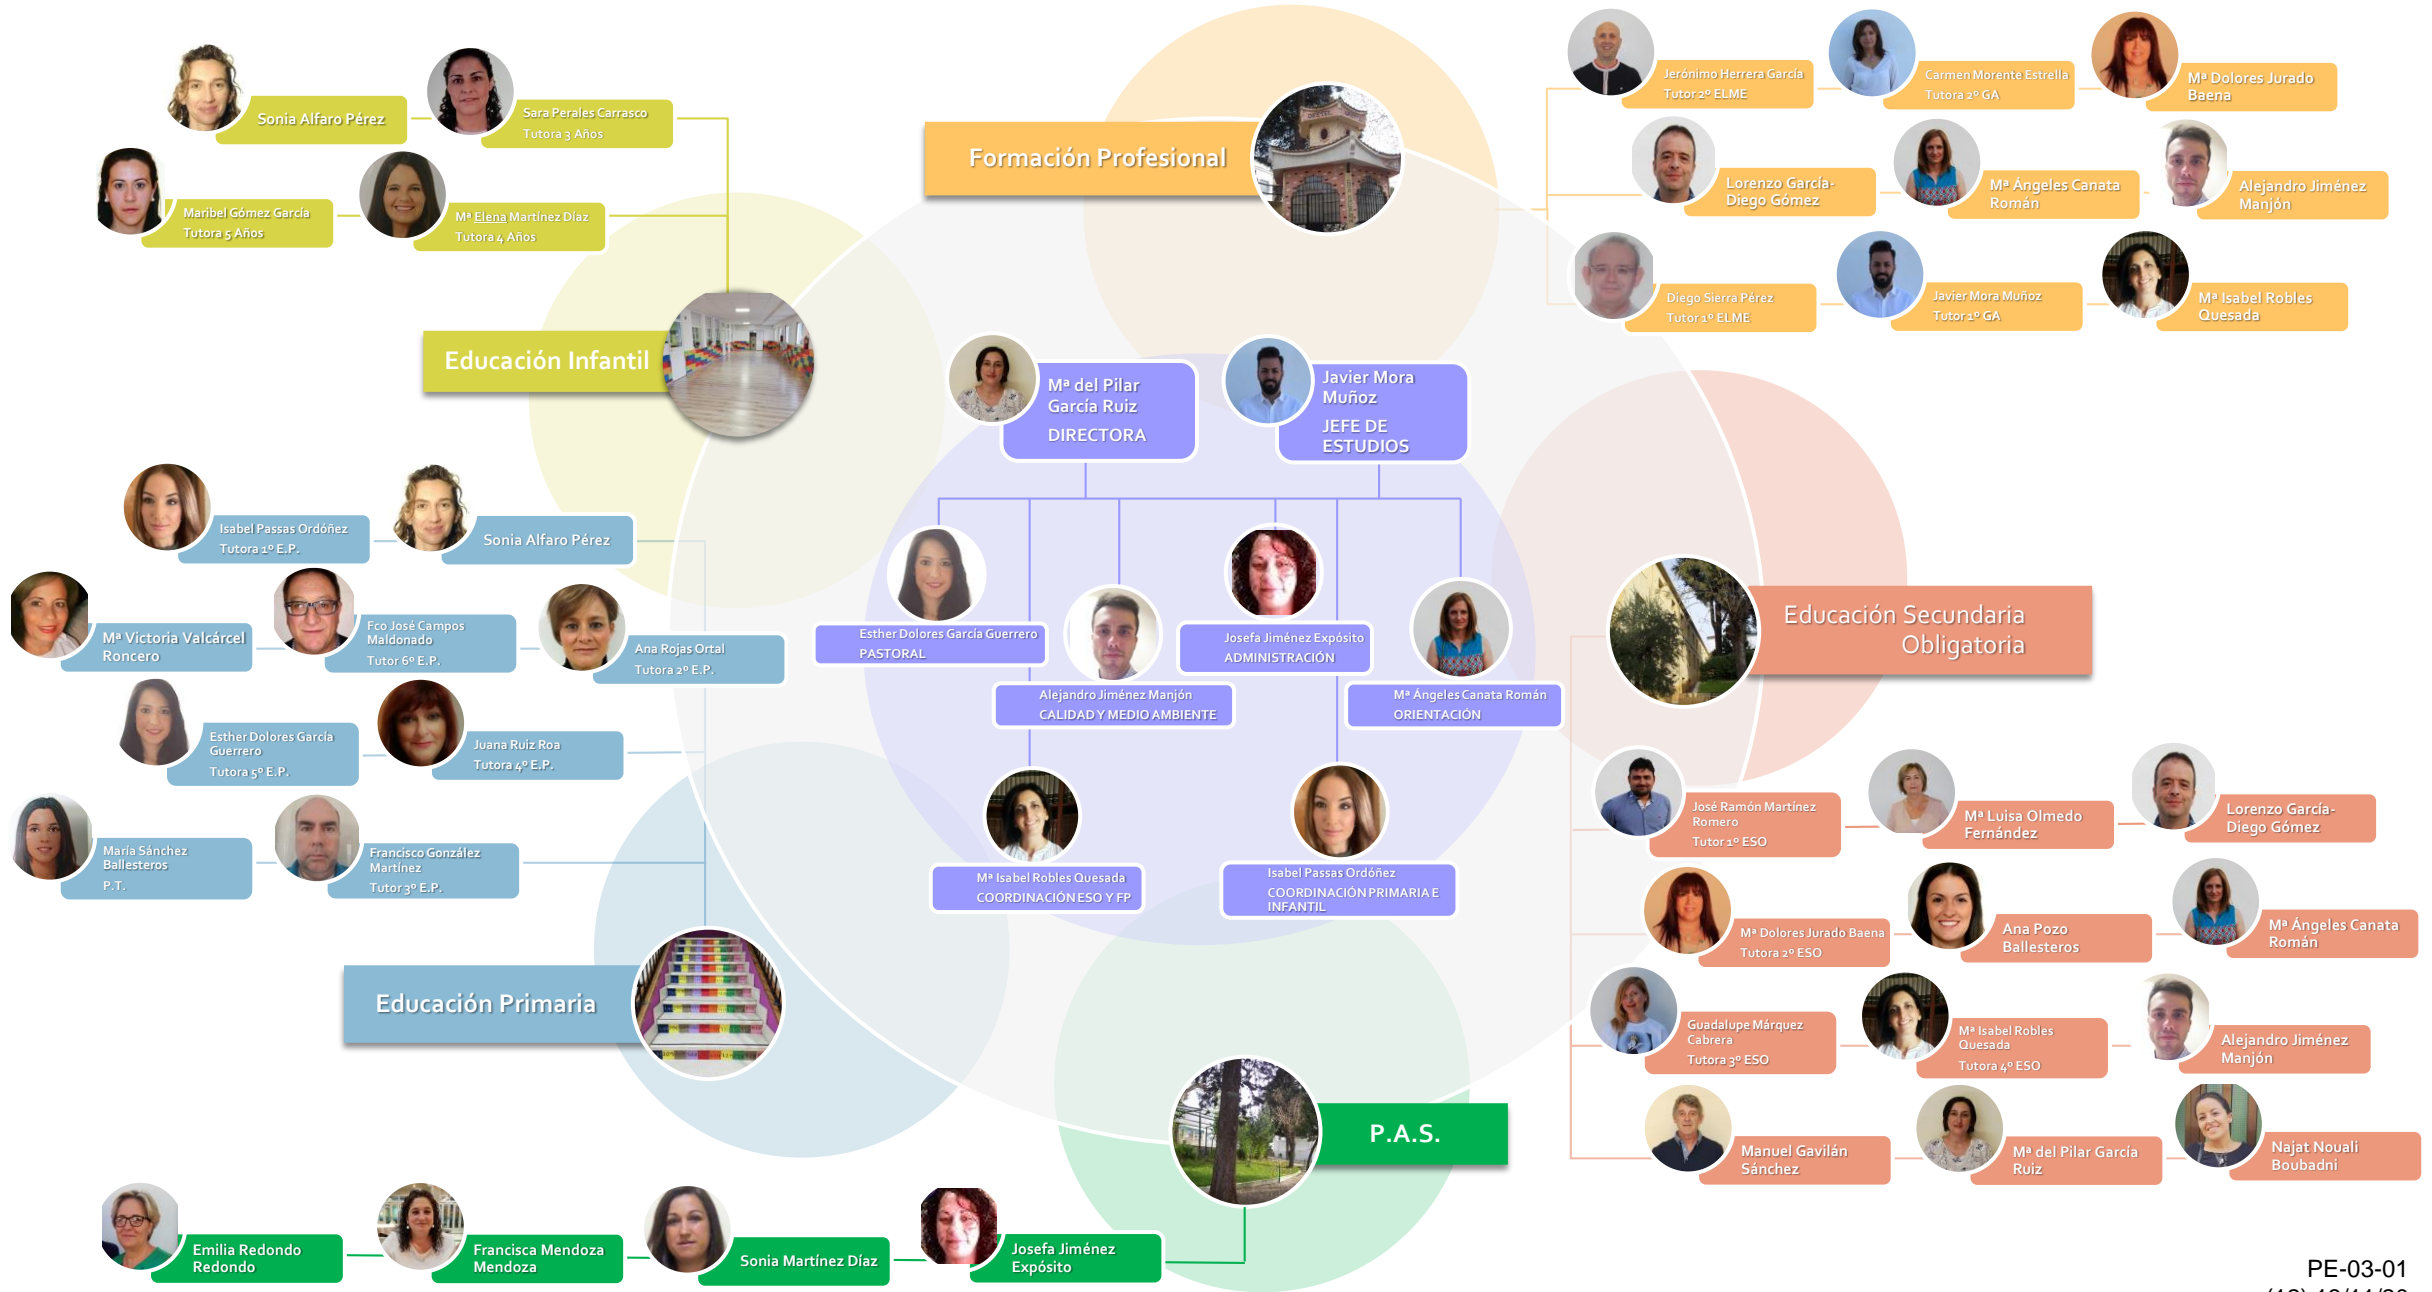 Sonia Alfaro Pérez
Sara Perales Carrasco
Tutora 3 Años
Maribel Gómez García
Tutora 5 Años
Mª Elena Martínez Díaz
Tutora 4 Años
Educación Infantil
Formación Profesional
Jerónimo Herrera García
Tutor 2º ELME
Carmen Morente Estrella
Tutora 2º GA
Mª Dolores Jurado
Baena
Lorenzo García-
Diego Gómez
Mª Ángeles Canata
Román
Alejandro Jiménez
Manjón
Diego Sierra Pérez
Tutor 1º ELME
Javier Mora Muñoz
Tutor 1º GA
Mª Isabel Robles
Quesada
Mª del Pilar
García Ruiz
DIRECTORA
Javier Mora
Muñoz
JEFE DE
ESTUDIOS
Esther Dolores García Guerrero
PASTORAL
Alejandro Jiménez Manjón
CALIDAD Y MEDIO AMBIENTE
Josefa Jiménez Expósito
ADMINISTRACIÓN
Mª Ángeles Canata Román
ORIENTACIÓN
Mª Isabel Robles Quesada
COORDINACIÓN ESO Y FP
Isabel Passas Ordóñez
COORDINACIÓN PRIMARIA E
INFANTIL
Isabel Passas Ordóñez
Tutora 1º E.P.
Sonia Alfaro Pérez
Mª Victoria Valcárcel
Roncero
Fco José Campos
Maldonado
Tutor 6º E.P.
Ana Rojas Ortal
Tutora 2º E.P.
Esther Dolores García
Guerrero
Tutora 5º E.P.
Juana Ruiz Roa
Tutora 4º E.P.
María Sánchez
Ballesteros
P.T.
Francisco González
Martínez
Tutor 3º E.P.
Educación Primaria
Educación Secundaria
Obligatoria
José Ramón Martínez
Romero
Tutor 1º ESO
Mª Luisa Olmedo
Fernández
Lorenzo García-
Diego Gómez
Mª Dolores Jurado Baena
Tutora 2º ESO
Ana Pozo
Ballesteros
Mª Ángeles Canata
Román
Guadalupe Márquez
Cabrera
Tutora 3º ESO
Mª Isabel Robles
Quesada
Tutora 4º ESO
Alejandro Jiménez
Manjón
Manuel Gavilán
Sánchez
Mª del Pilar García
Ruiz
Najat Nouali
Boubadni
P.A.S.
Emilia Redondo
Redondo
Francisca Mendoza
Mendoza
Sonia Martínez Díaz
Josefa Jiménez
Expósito
PE-03-01